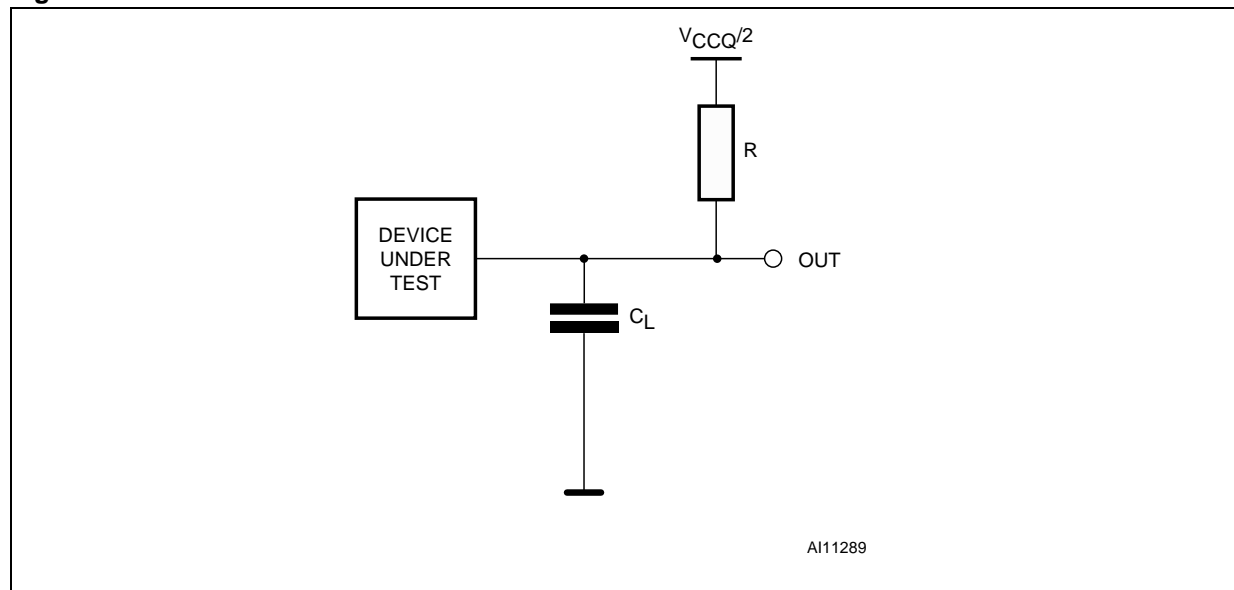 VCCQ/2
R
DEVICE
UNDER
TEST
OUT
CL
AI11289